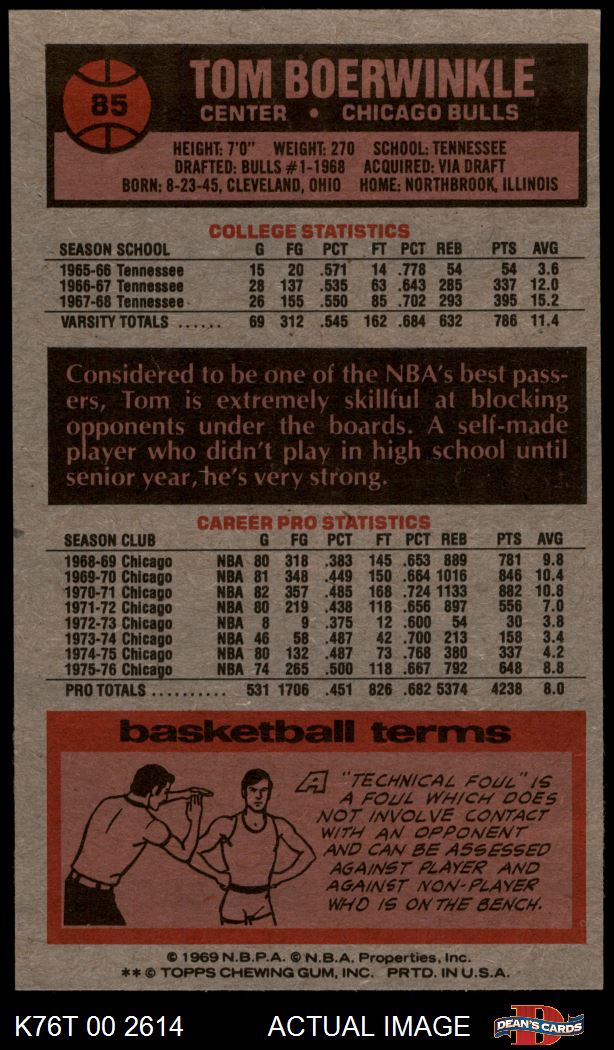 85
TOM BOERWINKLE
CENTER • CHICAGO BULLS
HEIGHT: 7'0" WEIGHT: 270 SCHOOL: TENNESSEE
DRAFTED: BULLS #1-1968 ACQUIRED: VIA DRAFT
BORN: 8-23-45, CLEVELAND, OHIO HOME: NORTHBROOK, ILLINOIS
COLLEGE STATISTICS
SEASON SCHOOL G FG PCT FT PCT REB PTS AVG
1965-66 Tennessee 15 20 .571 14 .778 54 54 3.6
1966-67 Tennessee 28 137 .535 63 .643 285 337 12.0
1967-68 Tennessee 26 155 .550 85 .702 293 395 15.2
VARSITY TOTALS ...... 69 312 .545 162 .684 632 786 11.4
Considered to be one of the NBA's best pass-
ers, Tom is extremely skillful at blocking
opponents under the boards. A self-made
player who didn't play in high school until
senior year, he's very strong.
CAREER PRO STATISTICS
SEASON CLUB G FG PCT FT PCT REB PTS AVG
1968-69 Chicago NBA 80 318 .383 145 .653 889 781 9.8
1969-70 Chicago NBA 81 348 .449 150 .664 1016 846 10.4
1970-71 Chicago NBA 82 357 .485 168 .724 1133 882 10.8
1971-72 Chicago NBA 80 219 .438 118 .656 897 556 7.0
1972-73 Chicago NBA 8 9 .375 12 .600 54 30 3.8
1973-74 Chicago NBA 46 58 .487 42 .700 213 158 3.4
1974-75 Chicago NBA 80 132 .487 73 .768 380 337 4.2
1975-76 Chicago NBA 74 265 .500 118 .667 792 648 8.8
PRO TOTALS .......... 531 1706 .451 826 .682 5374 4238 8.0
basketball terms
A "TECHNICAL FOUL" IS
A FOUL WHICH DOES
NOT INVOLVE CONTACT
WITH AN OPPONENT
AND CAN BE ASSESSED
AGAINST PLAYER AND
AGAINST NON-PLAYER
WHO IS ON THE BENCH.
© 1969 N.B.P.A. © N.B.A. Properties, Inc.
** © TOPPS CHEWING GUM, INC. PRTD. IN U.S.A.
K76T 00 2614 ACTUAL IMAGE
D
DEAN'S CARDS